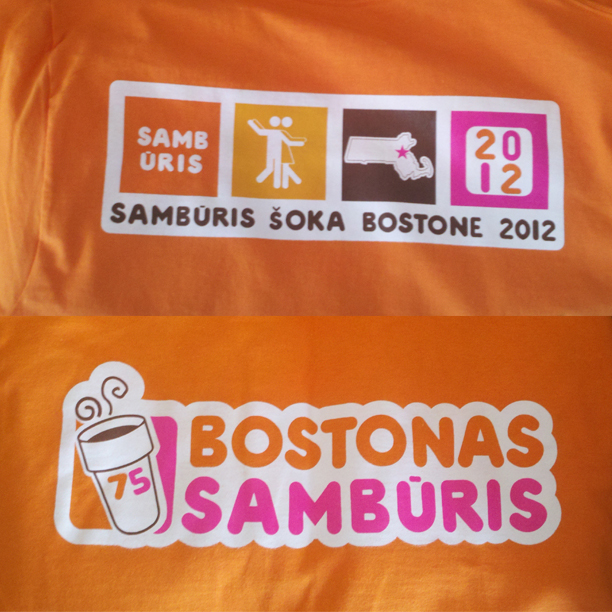 SAMB
ŪRIS
20
12
SAMBŪRIS ŠOKA BOSTONE 2012
BOSTONAS
75
SAMBŪRIS